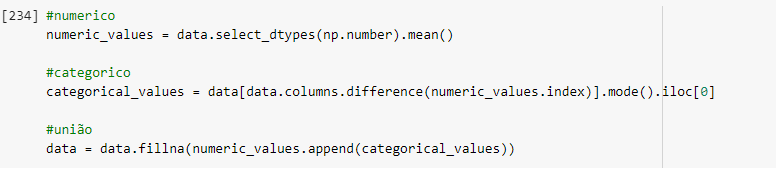 [234] #numerico
numeric_values = data.select_dtypes(np.number).mean()
#categorico
categorical_values = data[data.columns.difference(numeric_values.index)].mode().iloc[0]
#união
data = data.fillna(numeric_values.append(categorical_values))